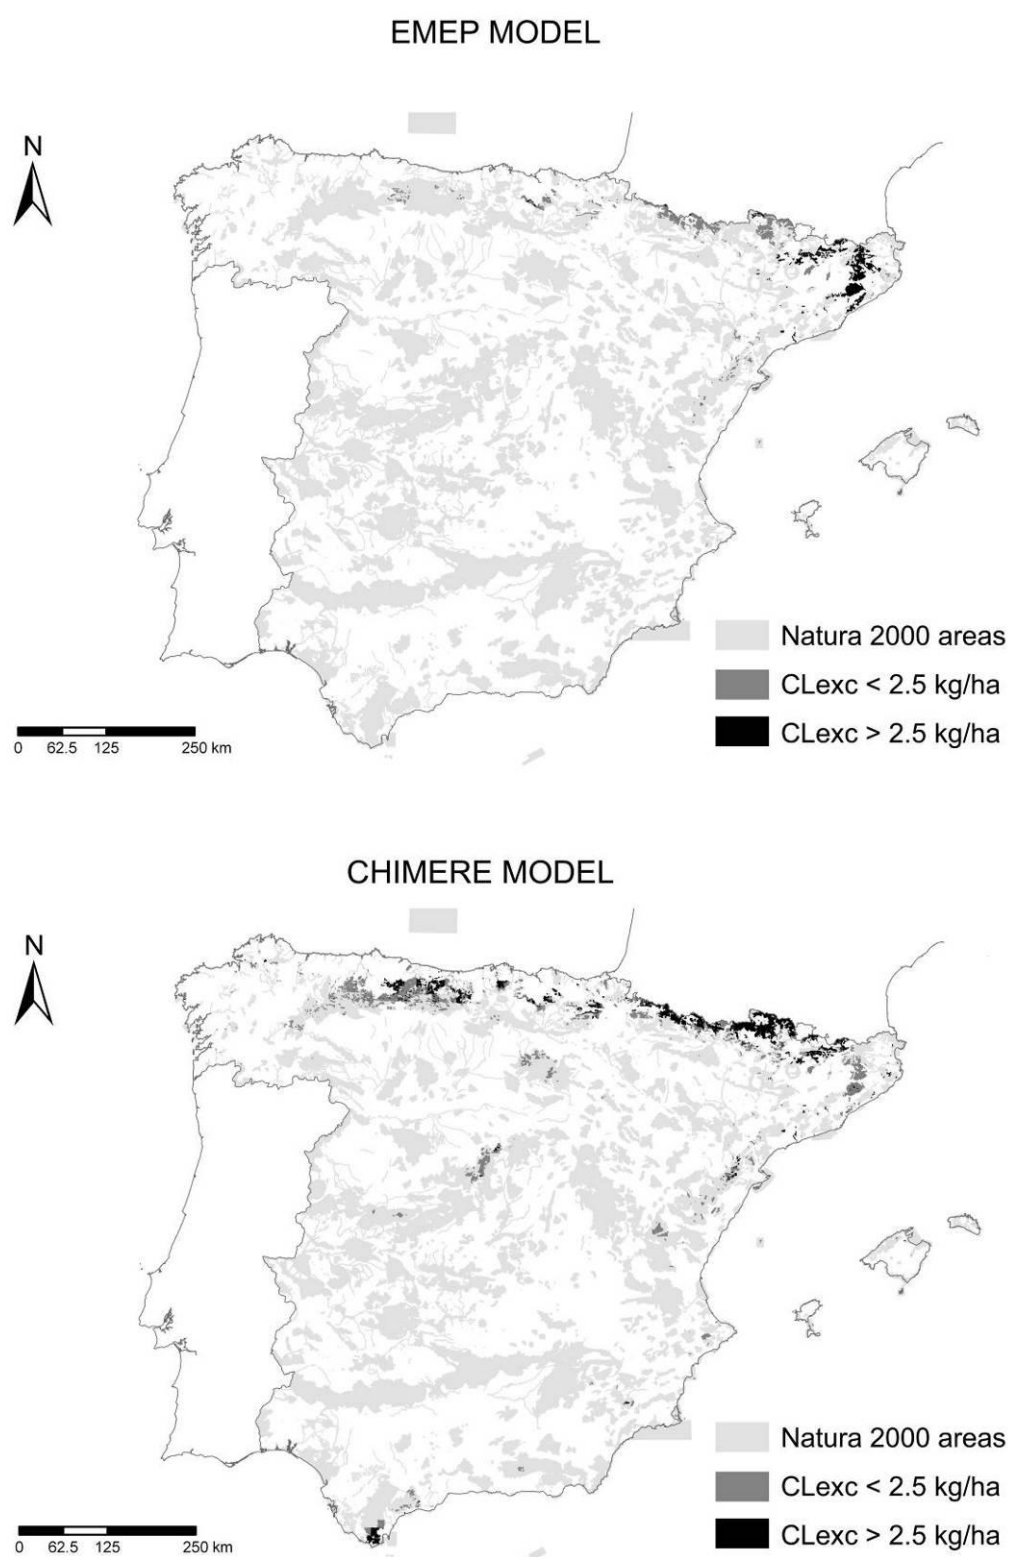 EMEP MODEL
N
Natura 2000 areas
CLexc < 2.5 kg/ha
CLexc > 2.5 kg/ha
0 62.5 125 250 km
CHIMERE MODEL
N
Natura 2000 areas
CLexc < 2.5 kg/ha
CLexc > 2.5 kg/ha
0 62.5 125 250 km